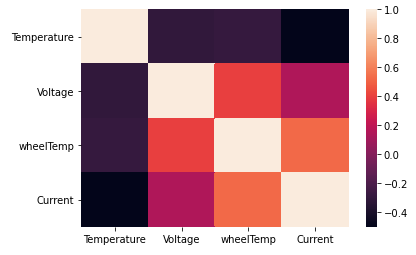 Temperature
Voltage
wheelTemp
Current
Temperature Voltage wheelTemp Current
1.0
0.8
0.6
0.4
0.2
0.0
−0.2
−0.4